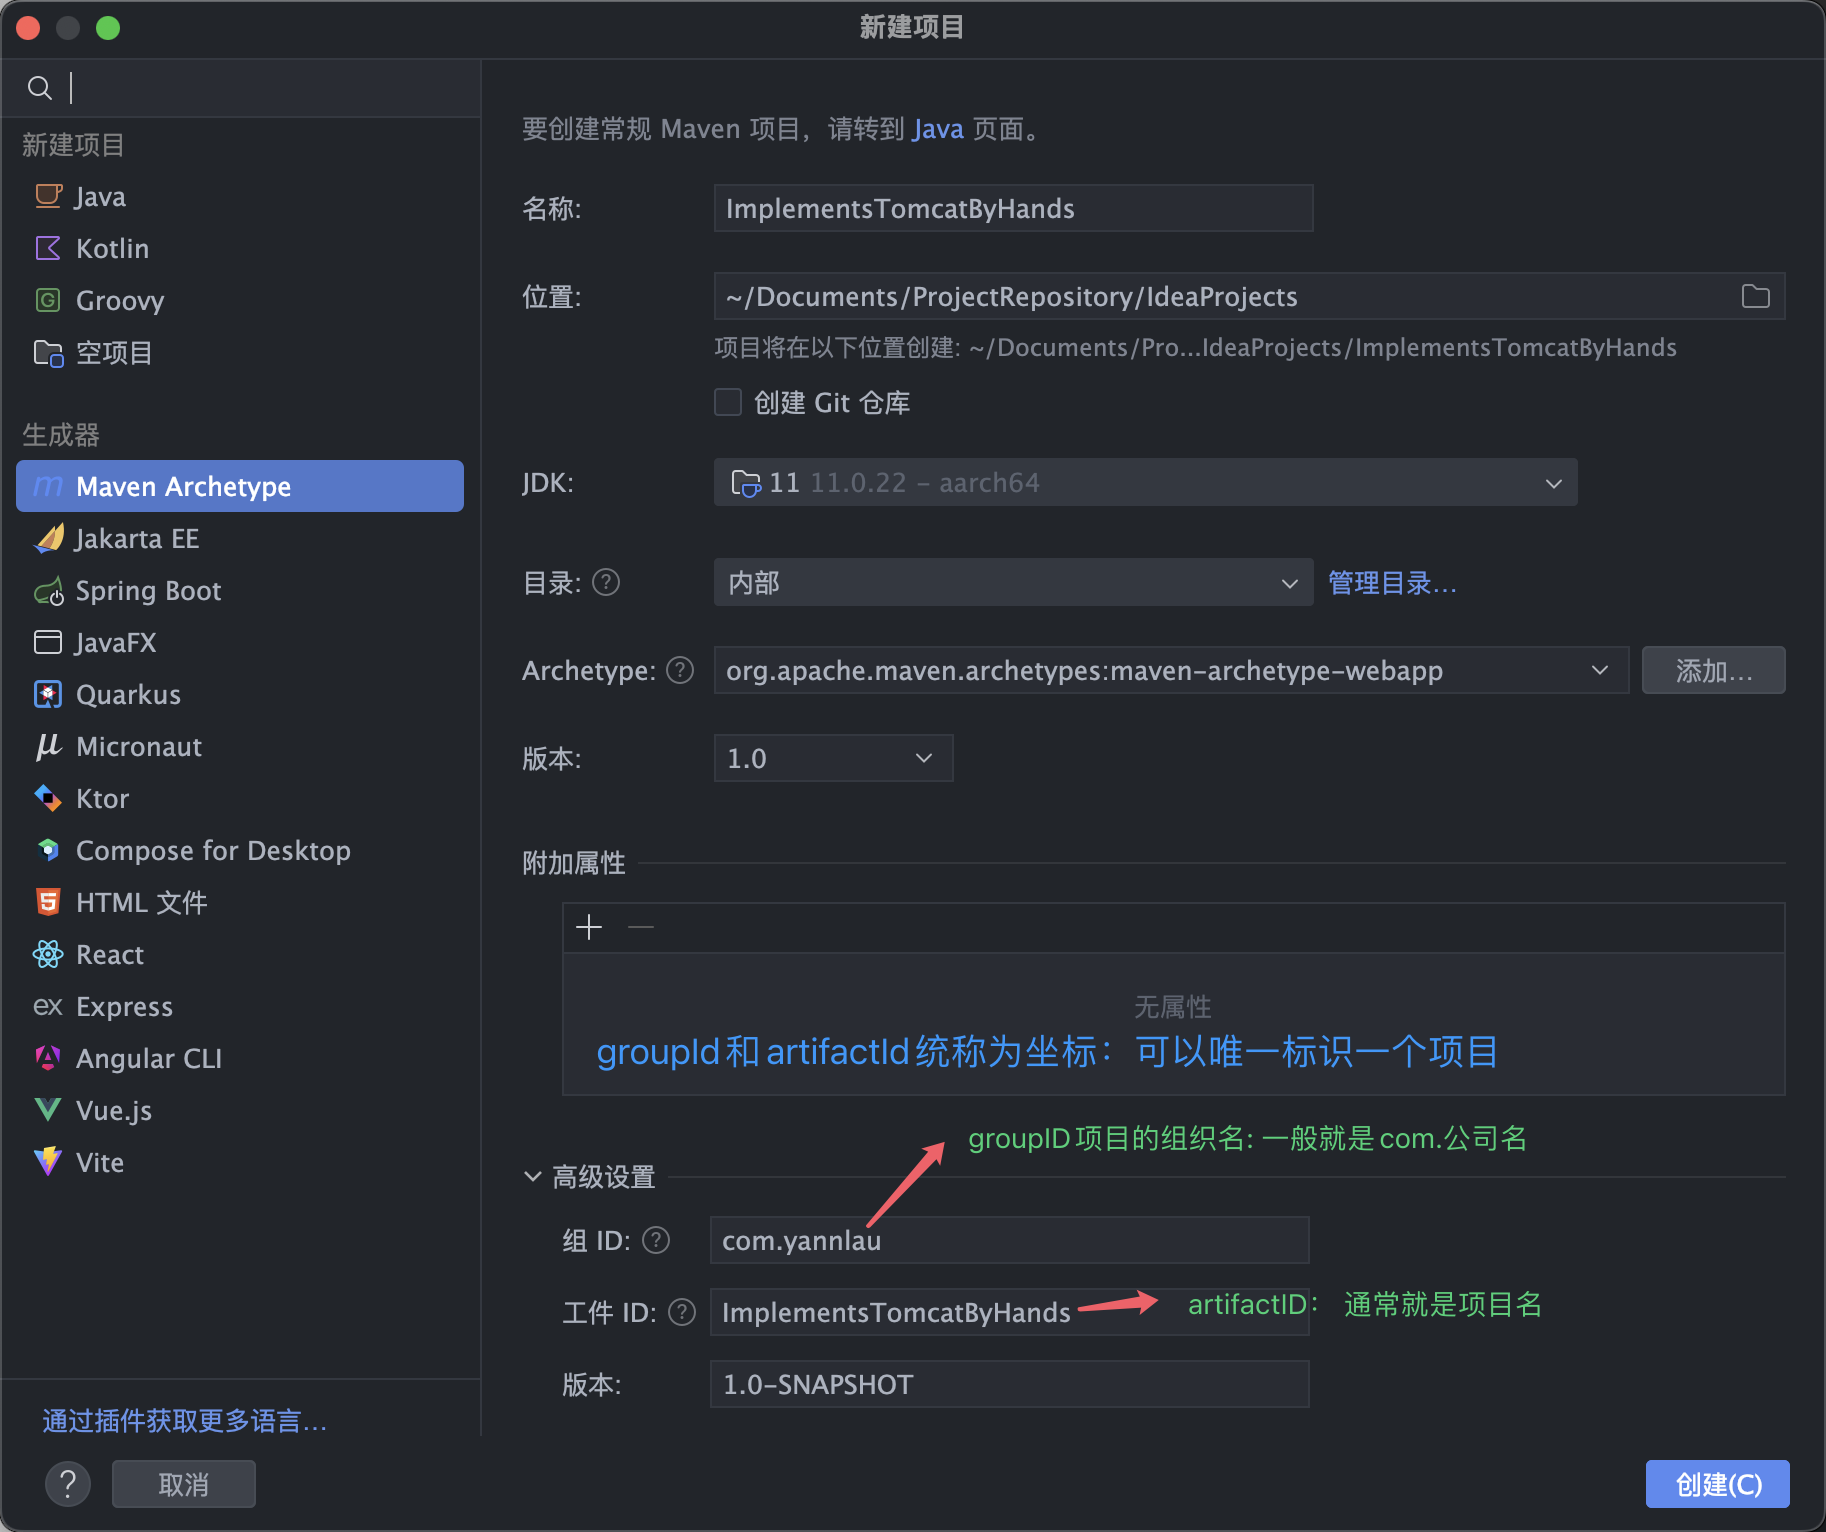 新建项目
新建项目
Java
Kotlin
Groovy
空项目
生成器
Maven Archetype
Jakarta EE
Spring Boot
JavaFX
Quarkus
Micronaut
Ktor
Compose for Desktop
HTML 文件
React
Express
Angular CLI
Vue.js
Vite
通过插件获取更多语言...
取消
要创建常规 Maven 项目，请转到 Java 页面。
名称: ImplementsTomcatByHands
位置: ~/Documents/ProjectRepository/IdeaProjects
项目将在以下位置创建: ~/Documents/Pro...IdeaProjects/ImplementsTomcatByHands
创建 Git 仓库
JDK: 11 11.0.22 – aarch64
目录: ? 内部 管理目录...
Archetype: ? org.apache.maven.archetypes:maven-archetype-webapp 添加...
版本: 1.0
附加属性
无属性
groupId和artifactId统称为坐标：可以唯一标识一个项目
groupID项目的组织名: 一般就是com.公司名
高级设置
组 ID: ? com.yannlau
工件 ID: ? ImplementsTomcatByHands artifactID： 通常就是项目名
版本: 1.0-SNAPSHOT
? 创建(C)